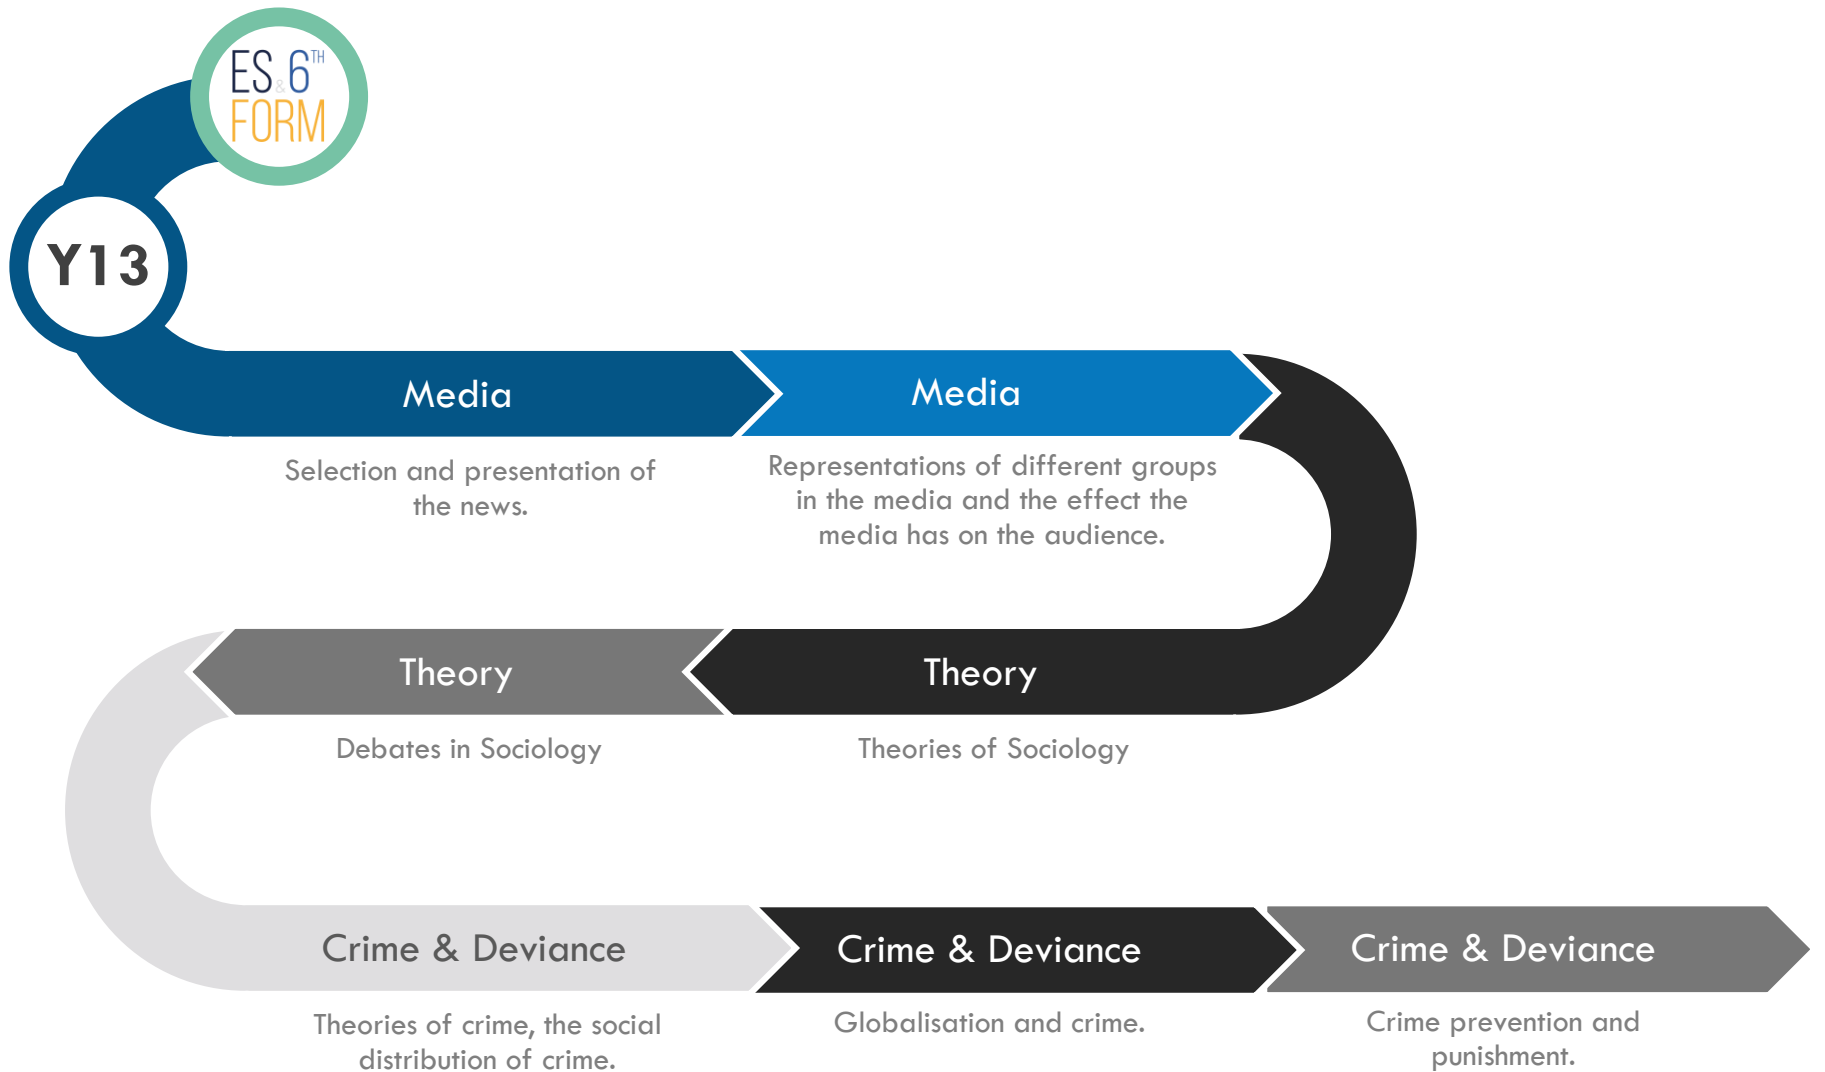 ES & 6TH
FORM
Y13
Media
Media
Selection and presentation of
the news.
Representations of different groups
in the media and the effect the
media has on the audience.
Theory
Theory
Debates in Sociology
Theories of Sociology
Crime & Deviance
Crime & Deviance
Crime & Deviance
Theories of crime, the social
distribution of crime.
Globalisation and crime.
Crime prevention and
punishment.